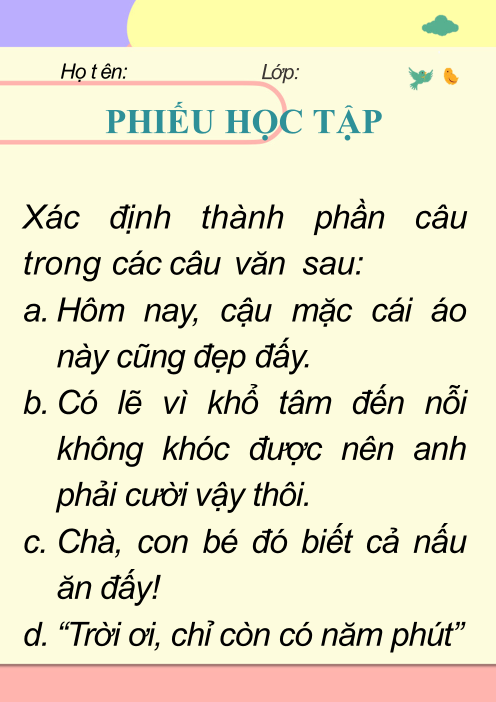 Họ tên: Lớp:
PHIẾU HỌC TẬP
Xác định thành phần câu
trong các câu văn sau:
a. Hôm nay, cậu mặc cái áo
này cũng đẹp đấy.
b. Có lẽ vì khổ tâm đến nỗi
không khóc được nên anh
phải cười vậy thôi.
c. Chà, con bé đó biết cả nấu
ăn đấy!
d. “Trời ơi, chỉ còn có năm phút”